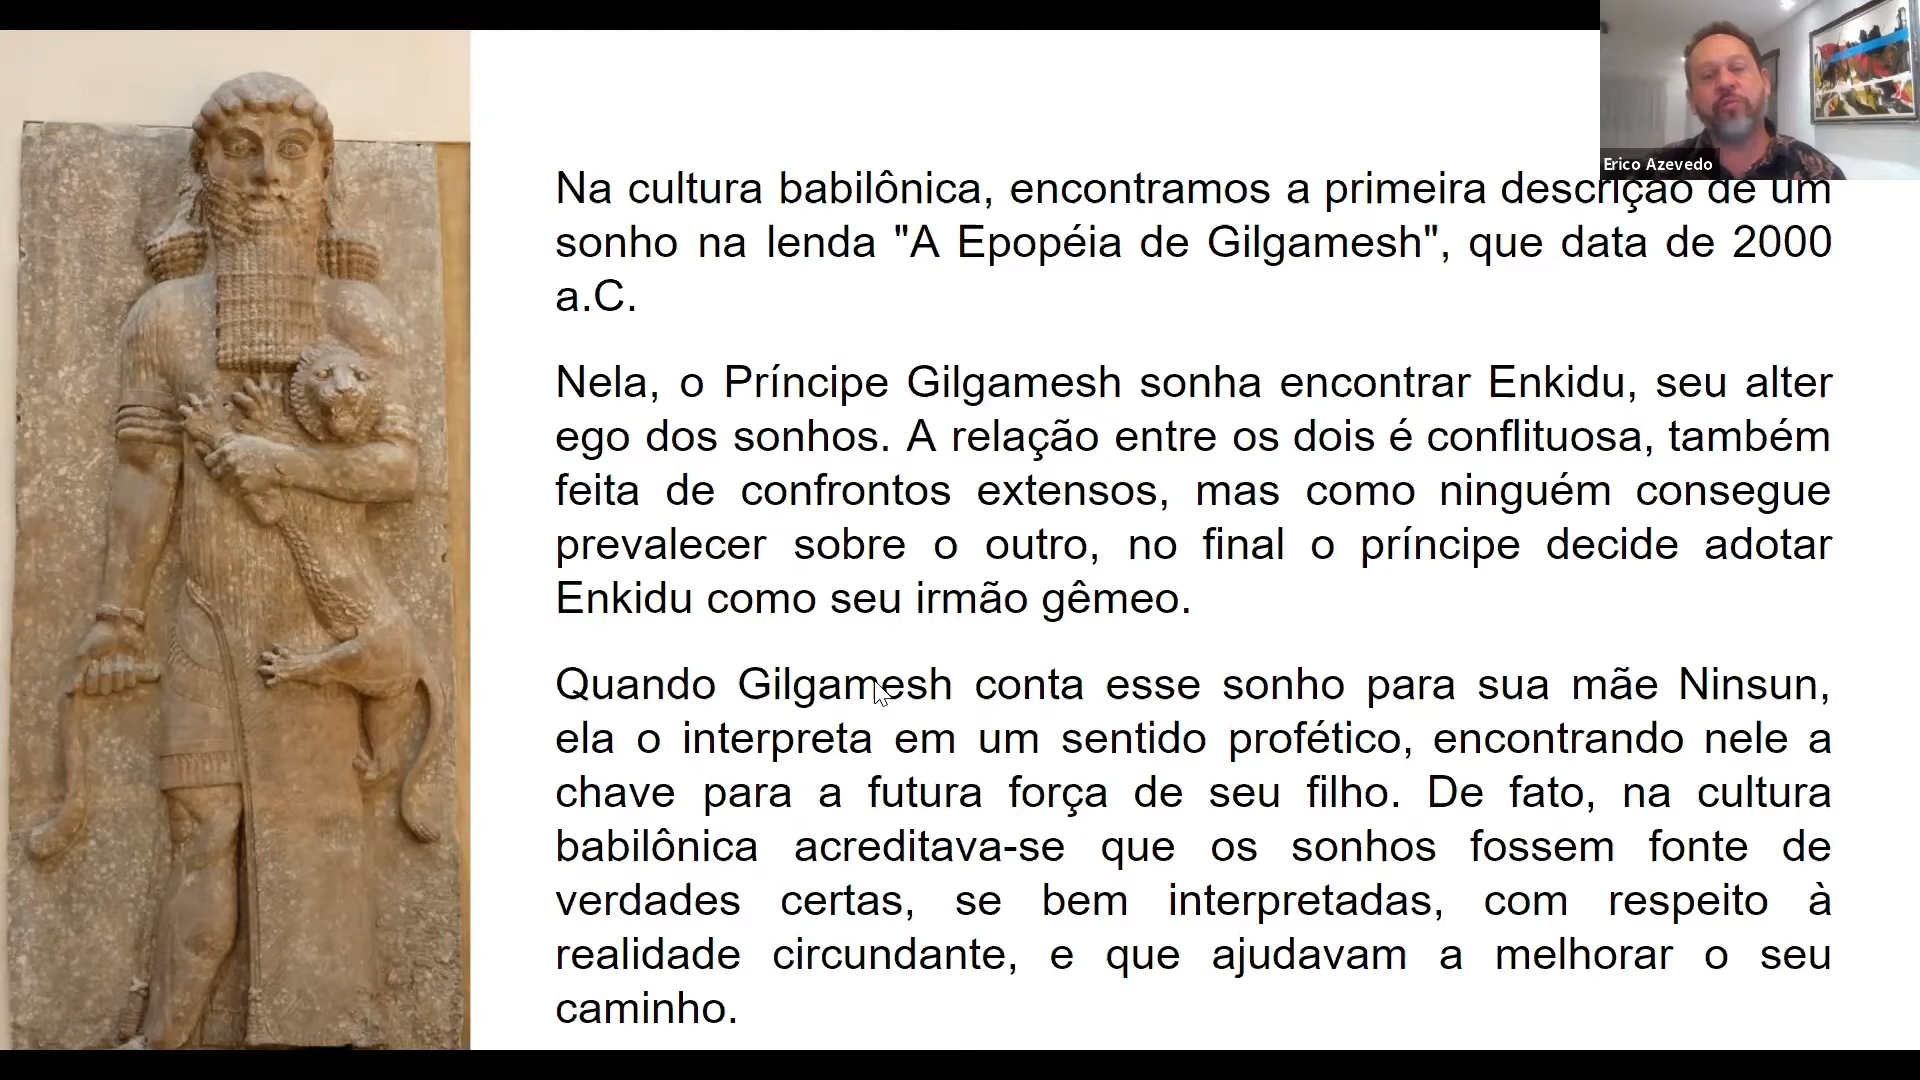 Erico Azevedo
Na cultura babilônica, encontramos a primeira descrição de um
sonho na lenda "A Epopéia de Gilgamesh", que data de 2000
a.C.
Nela, o Príncipe Gilgamesh sonha encontrar Enkidu, seu alter
ego dos sonhos. A relação entre os dois é conflituosa, também
feita de confrontos extensos, mas como ninguém consegue
prevalecer sobre o outro, no final o príncipe decide adotar
Enkidu como seu irmão gêmeo.
Quando Gilgamesh conta esse sonho para sua mãe Ninsun,
ela o interpreta em um sentido profético, encontrando nele a
chave para a futura força de seu filho. De fato, na cultura
babilônica acreditava-se que os sonhos fossem fonte de
verdades certas, se bem interpretadas, com respeito à
realidade circundante, e que ajudavam a melhorar o seu
caminho.